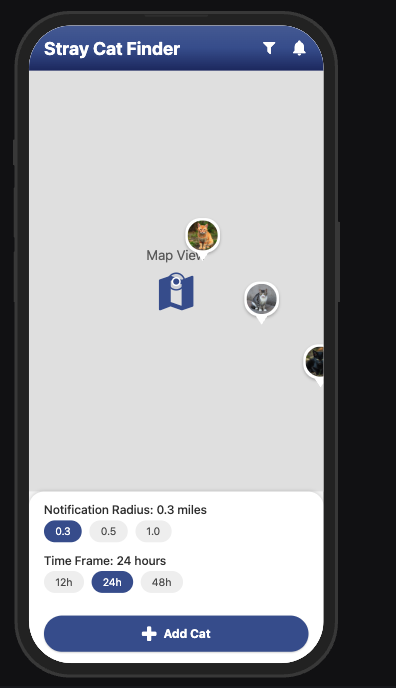 Stray Cat Finder
Map View
Notification Radius: 0.3 miles
0.3 0.5 1.0
Time Frame: 24 hours
12h 24h 48h
Add Cat